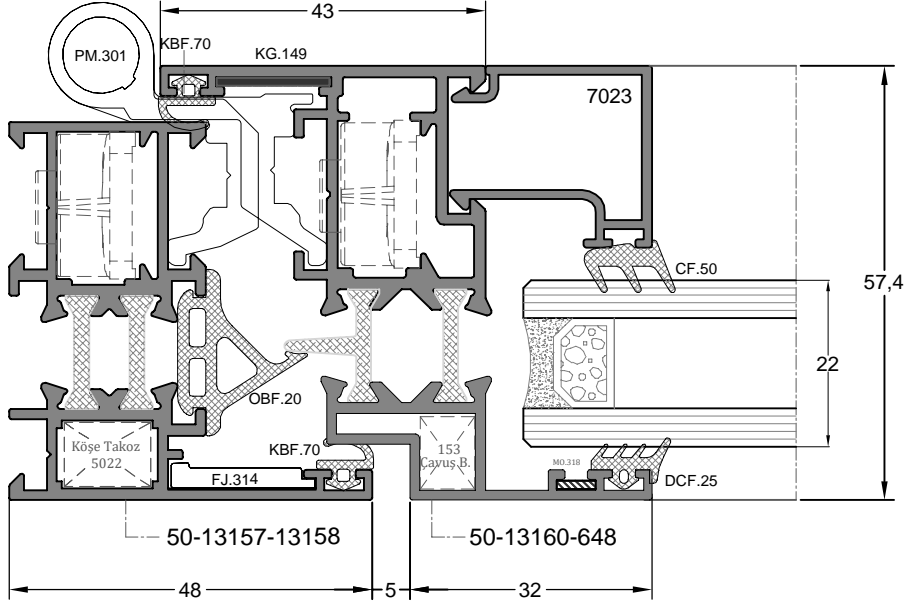 43
PM.301
KBF.70
KG.149
7023
CF.50
57,4
22
OBF.20
KBF.70
Köşe Takoz
5022
153
Çavuş B.
FJ.314
MO.318
DCF.25
50-13157-13158
50-13160-648
48
5
32